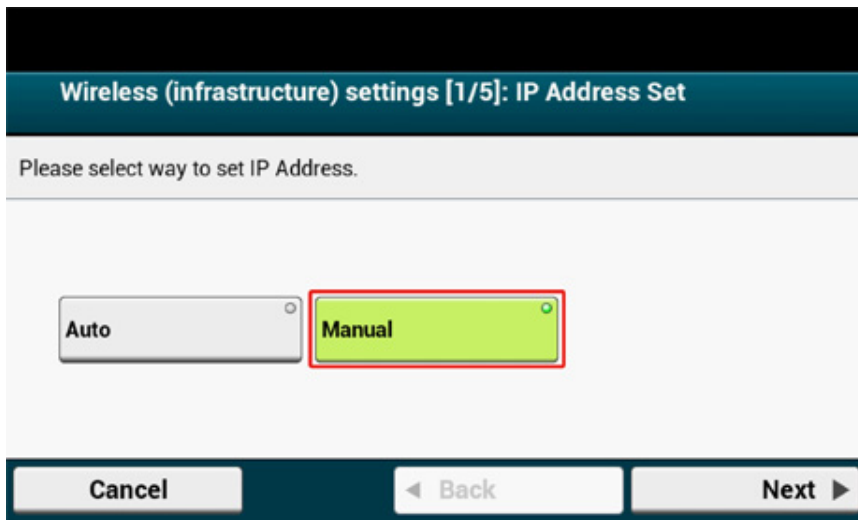 Wireless (infrastructure) settings [1/5]: IP Address Set
Please select way to set IP Address.
Auto
Manual
Cancel
Back
Next